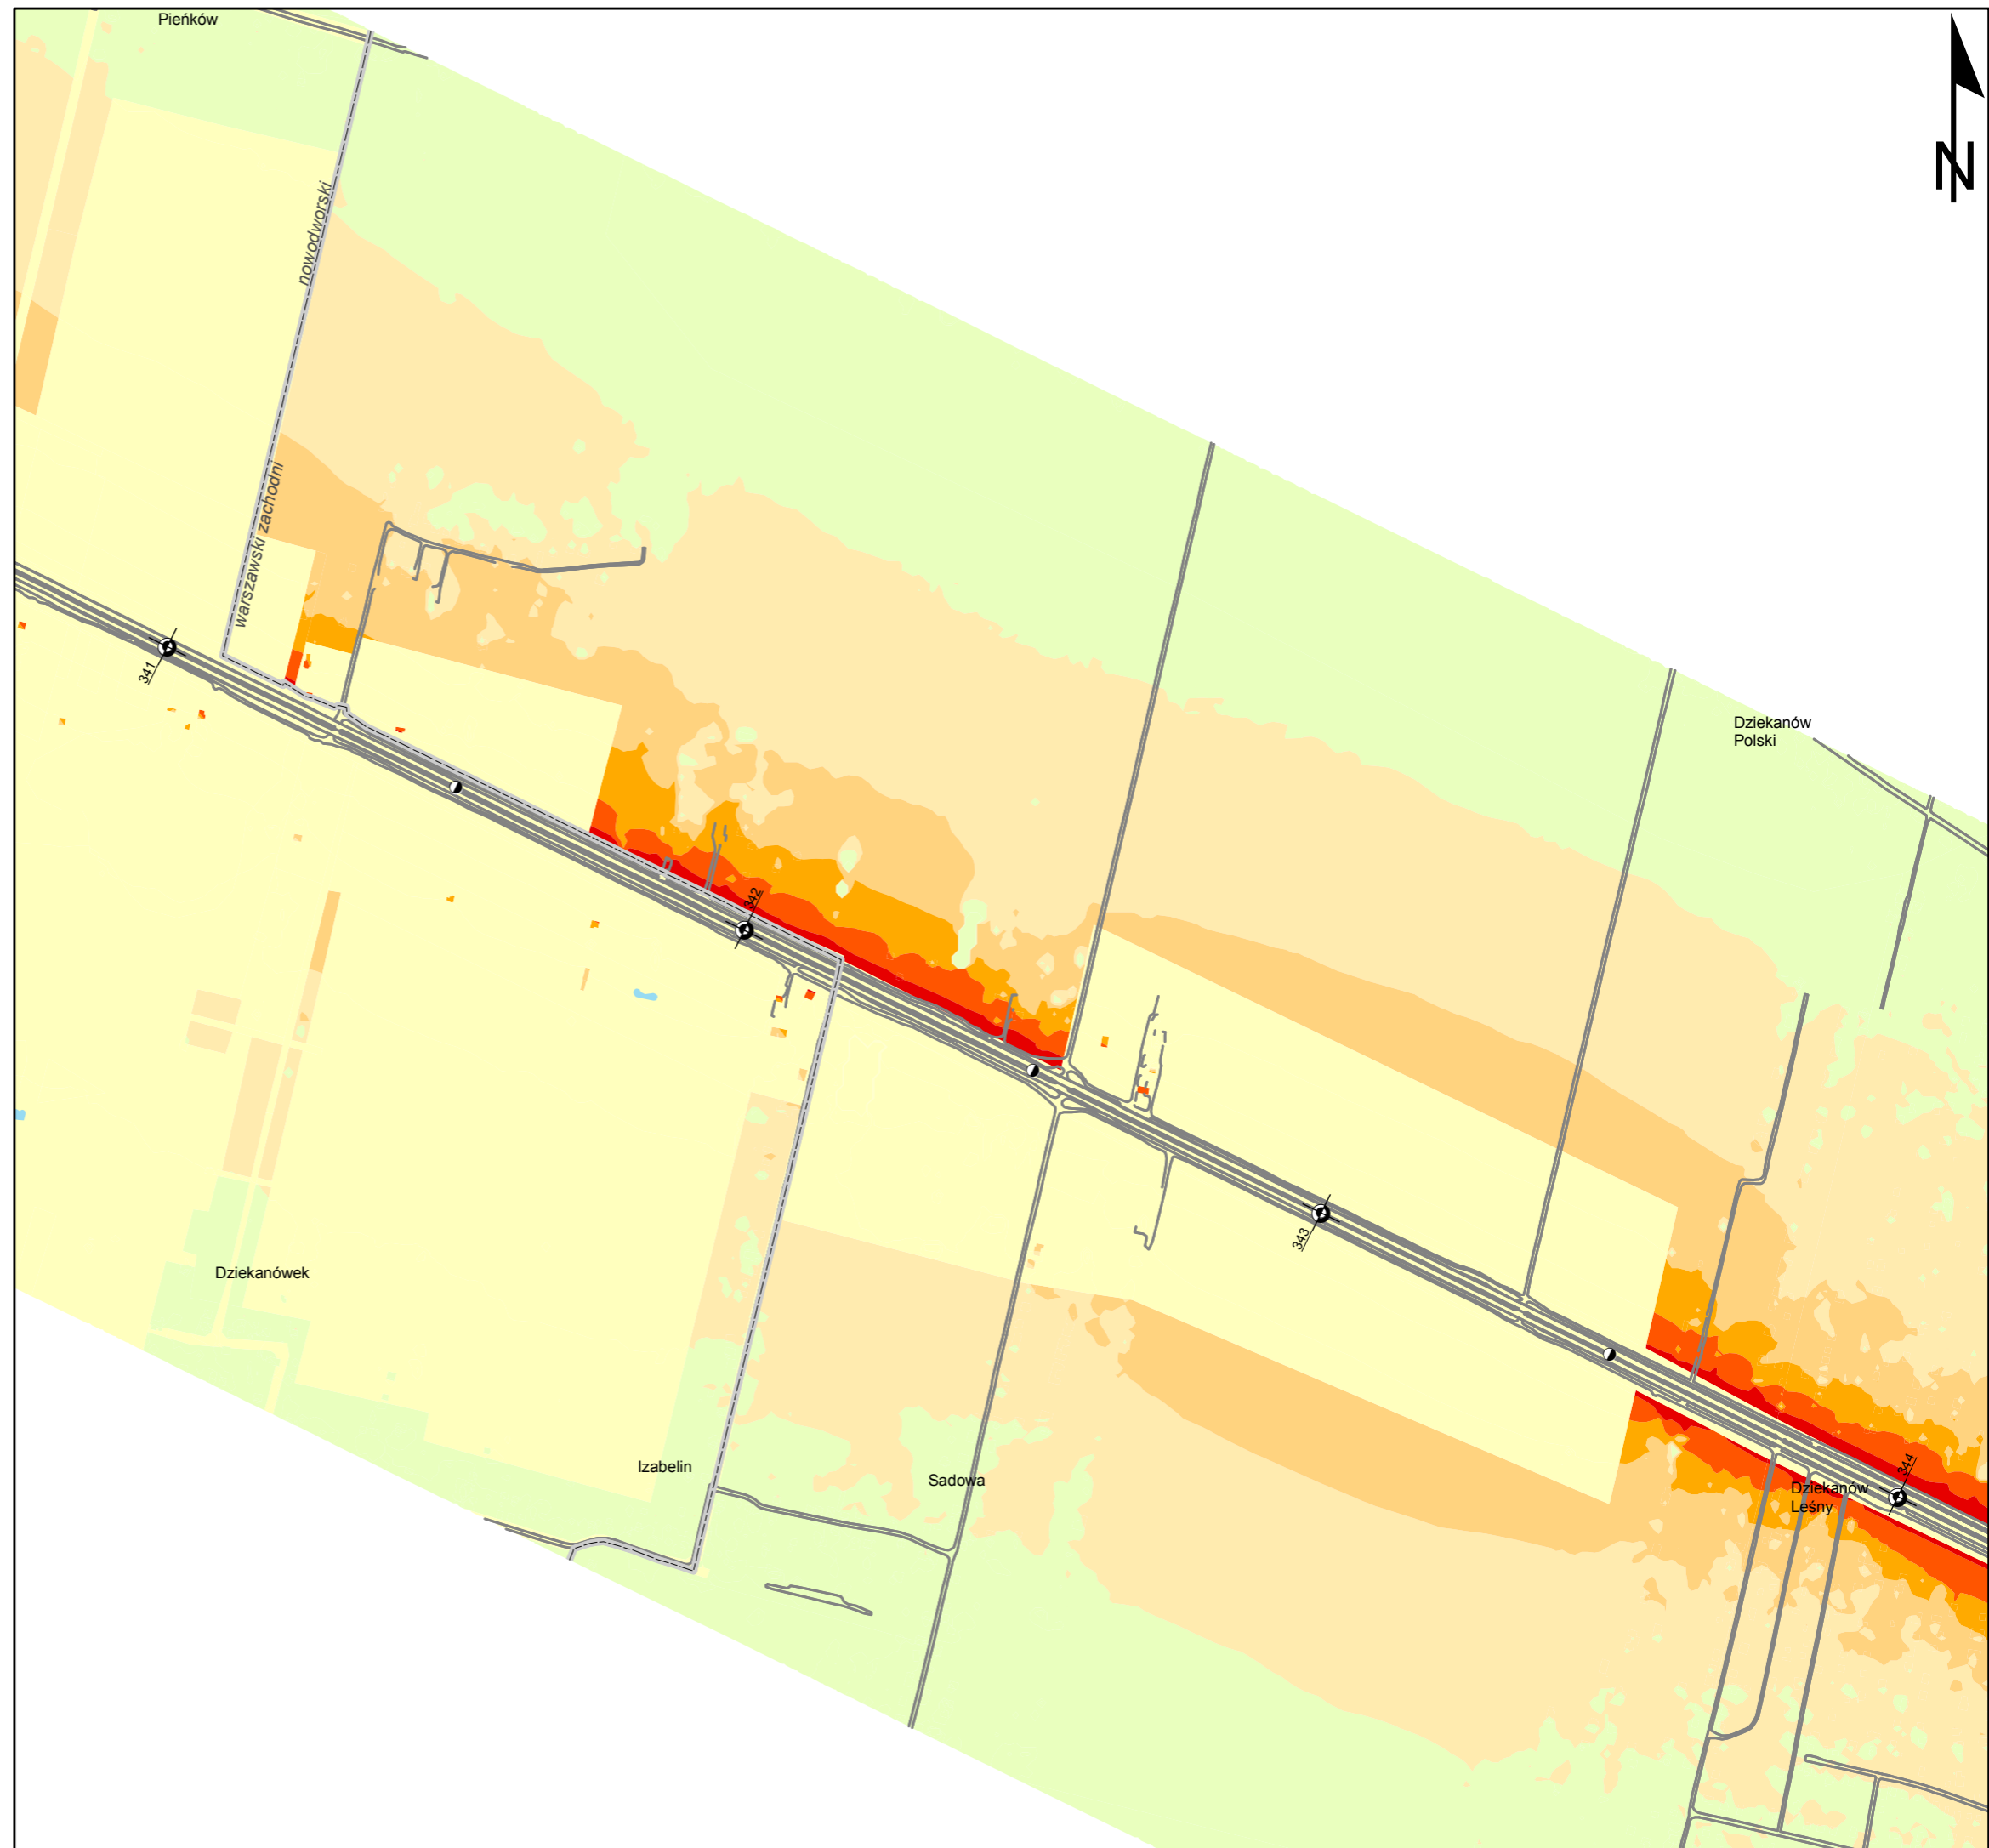 Pieńków
N
nowodworski
warszawski zachodni
341
Dziekanów
Polski
342
343
Dziekanówek
Izabelin
Sadowa
344
Dziekanów
Leśny